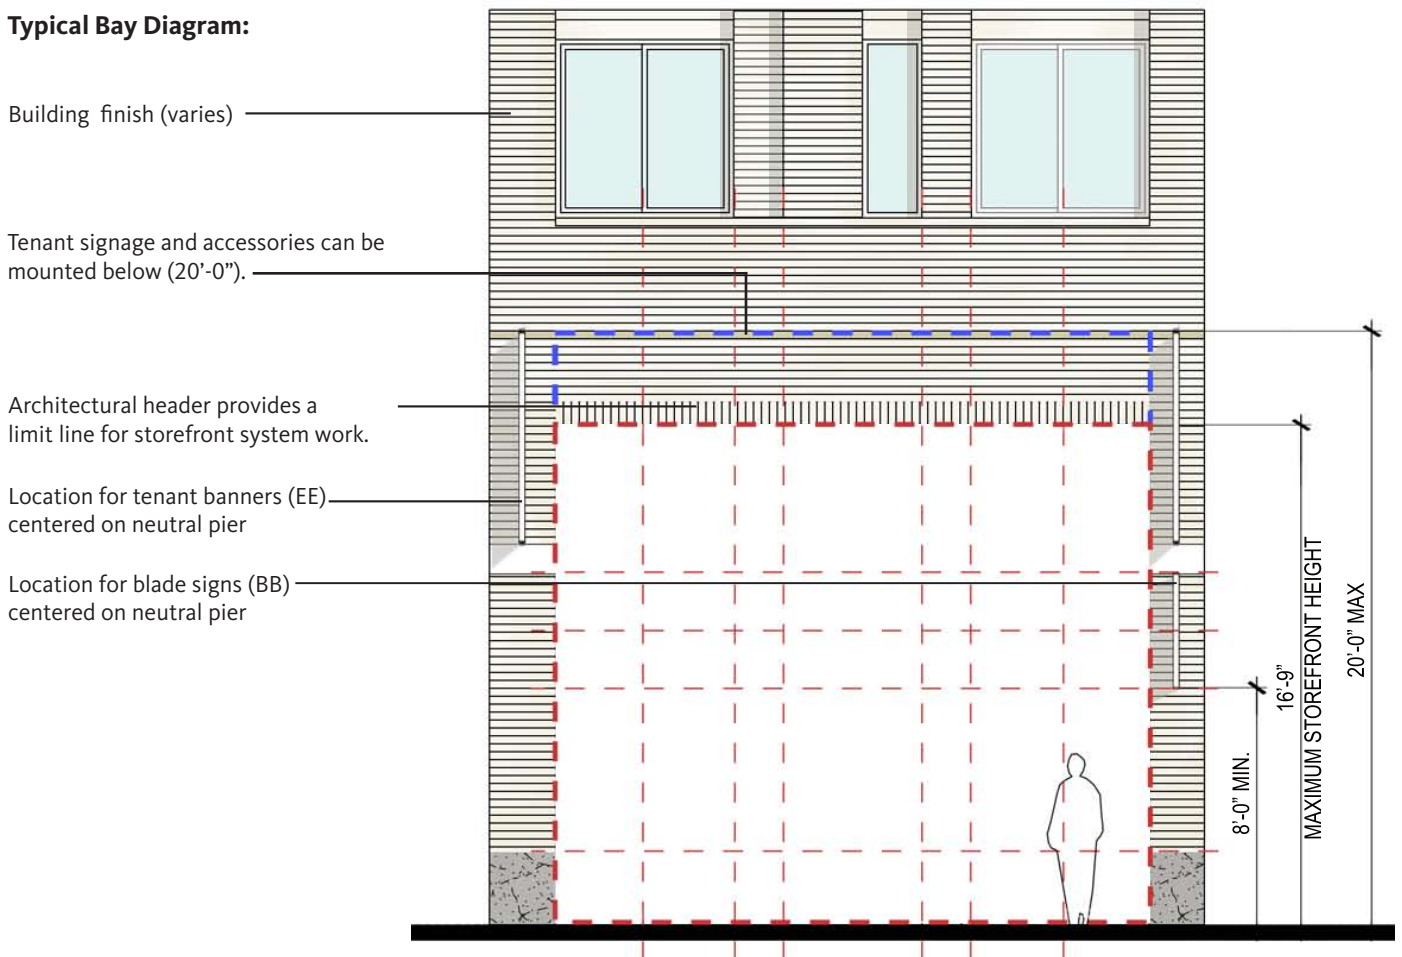 Typical Bay Diagram:
Building finish (varies)
Tenant signage and accessories can be
mounted below (20’-0”).
Architectural header provides a
limit line for storefront system work.
Location for tenant banners (EE)
centered on neutral pier
Location for blade signs (BB)
centered on neutral pier
8'-0" MIN.
16'-9"
MAXIMUM STOREFRONT HEIGHT
20'-0" MAX